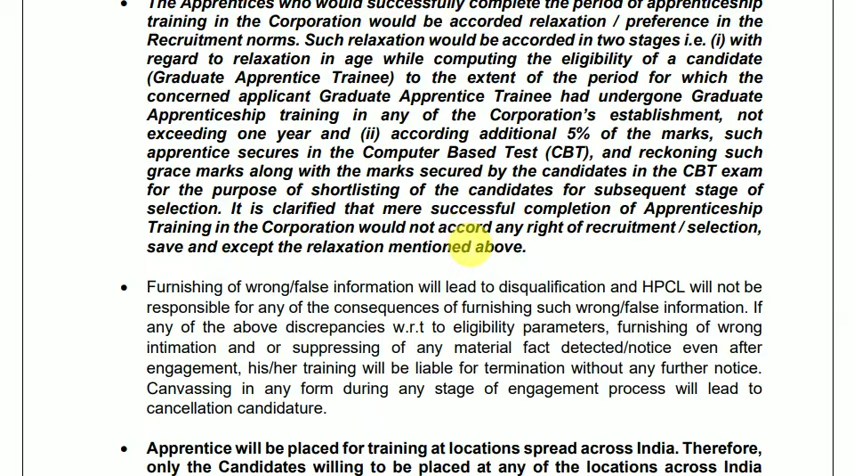 The Apprentices who would successfully complete the period of apprenticeship
training in the Corporation would be accorded relaxation / preference in the
Recruitment norms. Such relaxation would be accorded in two stages i.e. (i) with
regard to relaxation in age while computing the eligibility of a candidate
(Graduate Apprentice Trainee) to the extent of the period for which the
concerned applicant Graduate Apprentice Trainee had undergone Graduate
Apprenticeship training in any of the Corporation's establishment, not
exceeding one year and (ii) according additional 5% of the marks, such
apprentice secures in the Computer Based Test (CBT), and reckoning such
grace marks along with the marks secured by the candidates in the CBT exam
for the purpose of shortlisting of the candidates for subsequent stage of
selection. It is clarified that mere successful completion of Apprenticeship
Training in the Corporation would not accord any right of recruitment / selection,
save and except the relaxation mentioned above.
Furnishing of wrong/false information will lead to disqualification and HPCL will not be
responsible for any of the consequences of furnishing such wrong/false information. If
any of the above discrepancies w.r.t to eligibility parameters, furnishing of wrong
intimation and or suppressing of any material fact detected/notice even after
engagement, his/her training will be liable for termination without any further notice.
Canvassing in any form during any stage of engagement process will lead to
cancellation candidature.
Apprentice will be placed for training at locations spread across India. Therefore,
only the Candidates willing to be placed at any of the locations across India